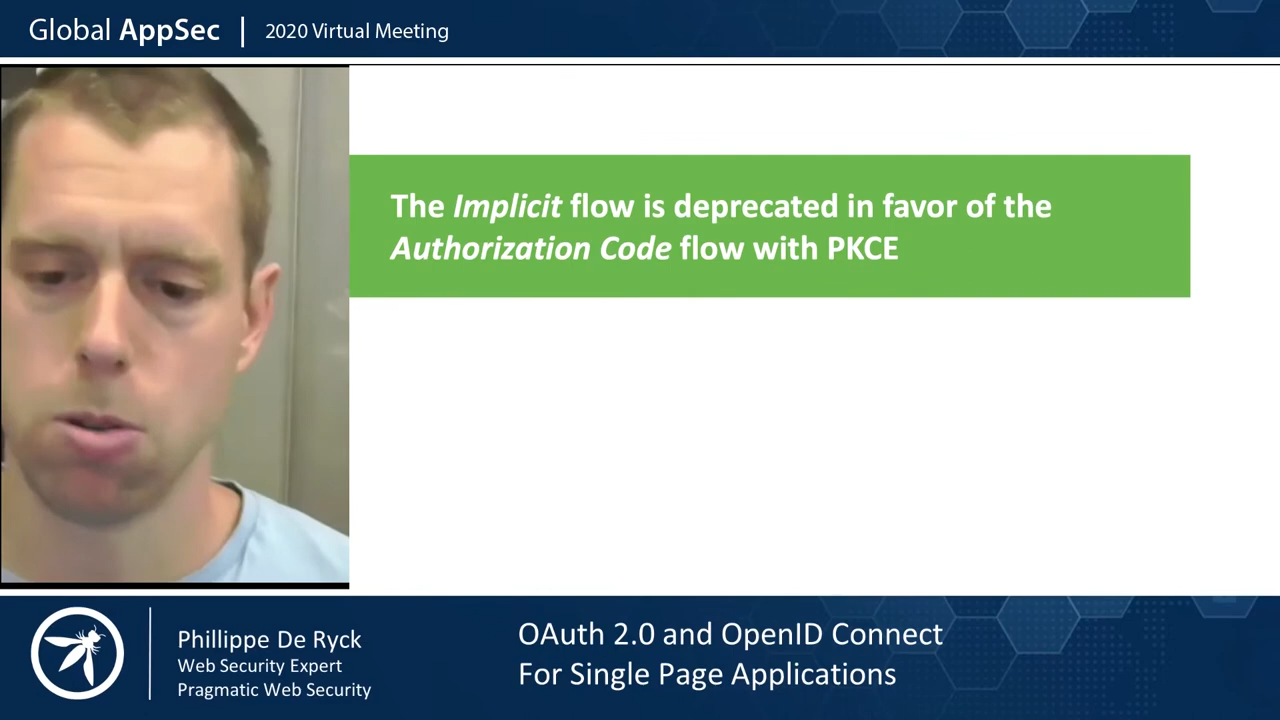 Global AppSec | 2020 Virtual Meeting
The Implicit flow is deprecated in favor of the
Authorization Code flow with PKCE
Phillippe De Ryck
Web Security Expert
Pragmatic Web Security
OAuth 2.0 and OpenID Connect
For Single Page Applications